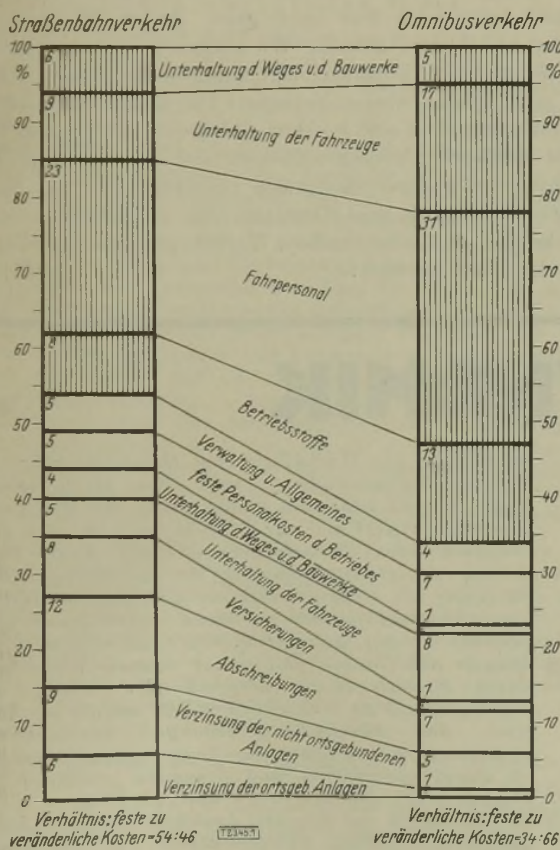 Straßenbahnverkehr
Omnibusverkehr
100
%
90
80
70
60
50
40
30
20
10
0
6
9
23
8
5
5
4
5
8
12
9
6
Unterhaltung d. Weges u. d. Bauwerke
Unterhaltung der Fahrzeuge
Fahrpersonal
Betriebsstoffe
Verwaltung u. Allgemeines
feste Personalkosten d. Betriebes
Unterhaltung d. Weges u. d. Bauwerke
Unterhaltung der Fahrzeuge
Versicherungen
Abschreibungen
Verzinsung der nicht ortsgebundenen
Anlagen
Verzinsung der ortsgeb. Anlagen
5
17
31
13
4
7
1
8
1
7
5
1
100
%
90
80
70
60
50
40
30
20
10
0
Verhältnis: feste zu
veränderliche Kosten=54:46
Verhältnis: feste zu
veränderliche Kosten=34:66